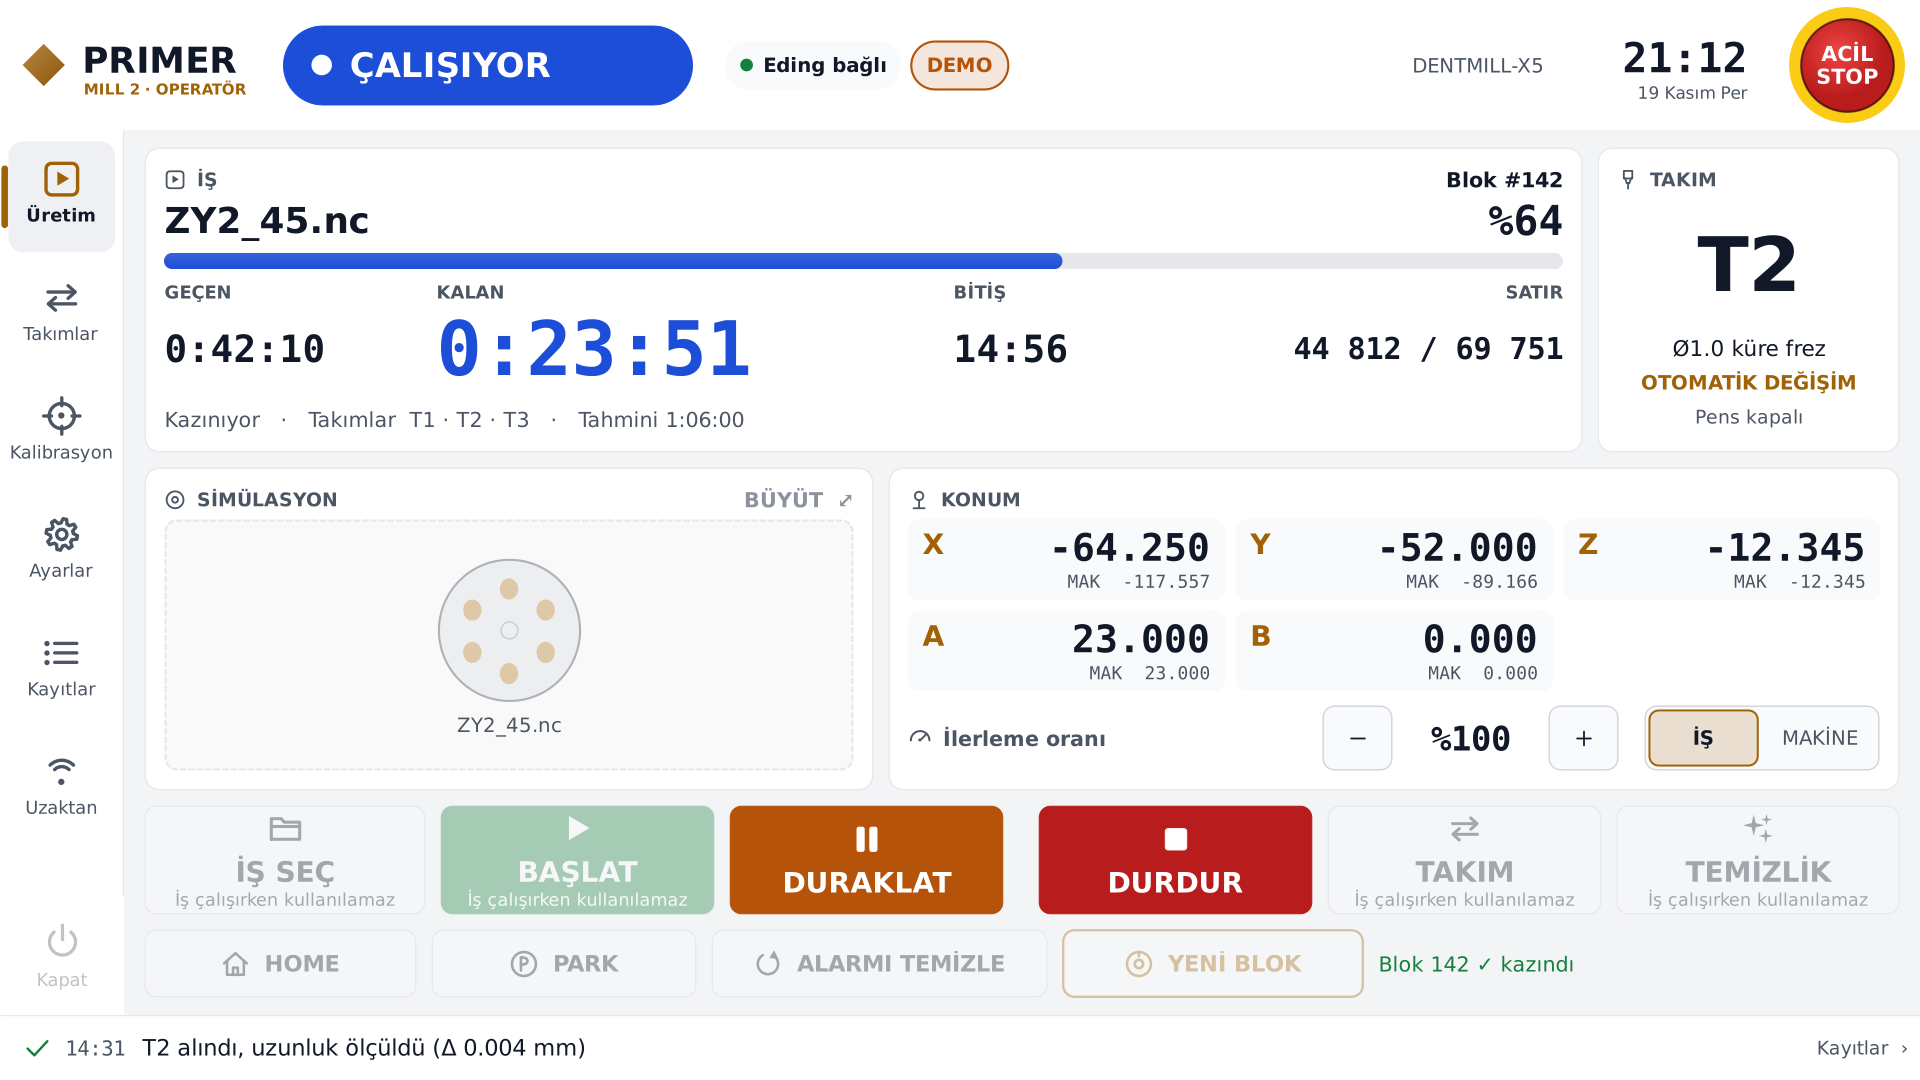 PRIMER
MILL 2 · OPERATÖR
ÇALIŞIYOR
Eding bağlı
DEMO
DENTMILL-X5
21:12
19 Kasım Per
ACİL
STOP
Üretim
Takımlar
Kalibrasyon
Ayarlar
Kayıtlar
Uzaktan
Kapat
İŞ
Blok #142
ZY2_45.nc
%64
GEÇEN
KALAN
BİTİŞ
SATIR
0:42:10
0:23:51
14:56
44 812 / 69 751
Kazınıyor · Takımlar T1 · T2 · T3 · Tahmini 1:06:00
TAKIM
T2
Ø1.0 küre frez
OTOMATİK DEĞİŞİM
Pens kapalı
SİMÜLASYON
BÜYÜT ⤢
ZY2_45.nc
KONUM
X -64.250
MAK -117.557
Y -52.000
MAK -89.166
Z -12.345
MAK -12.345
A 23.000
MAK 23.000
B 0.000
MAK 0.000
İlerleme oranı
−
%100
+
İŞ
MAKİNE
İŞ SEÇ
İş çalışırken kullanılamaz
BAŞLAT
İş çalışırken kullanılamaz
DURAKLAT
DURDUR
TAKIM
İş çalışırken kullanılamaz
TEMİZLİK
İş çalışırken kullanılamaz
HOME
PARK
ALARMI TEMİZLE
YENİ BLOK
Blok 142 ✓ kazındı
14:31 T2 alındı, uzunluk ölçüldü (Δ 0.004 mm)
Kayıtlar ›